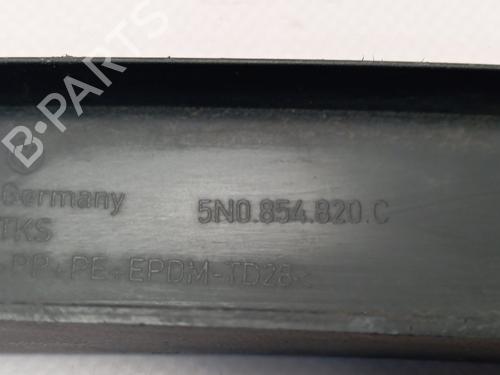 B-PARTS
Germany
5N0.854.820.C
TKS
>PP+PE+EPDM-TD28<